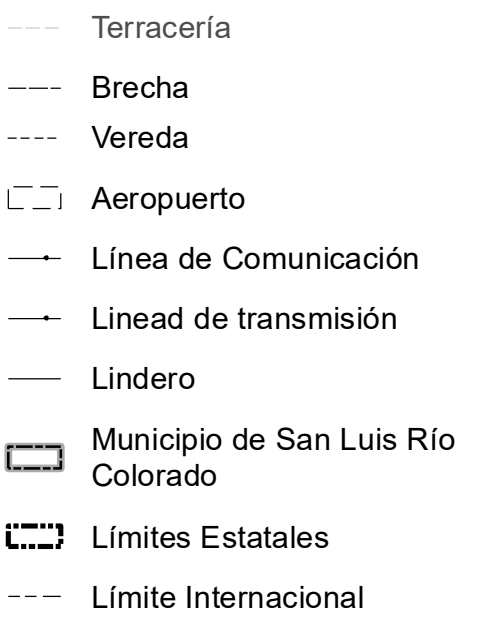 Terracería
Brecha
Vereda
Aeropuerto
Línea de Comunicación
Linead de transmisión
Lindero
Municipio de San Luis Río
Colorado
Límites Estatales
Límite Internacional